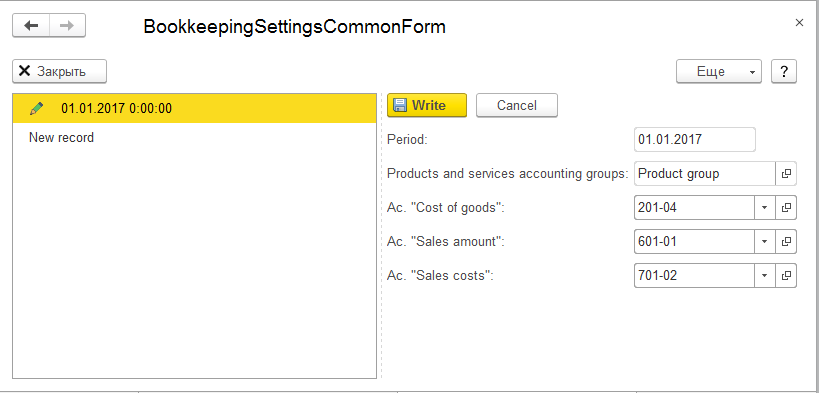 BookkeepingSettingsCommonForm
Закрыть
Еще
?
01.01.2017 0:00:00
New record
Write
Cancel
Period:
01.01.2017
Products and services accounting groups:
Product group
Ac. "Cost of goods":
201-04
Ac. "Sales amount":
601-01
Ac. "Sales costs":
701-02